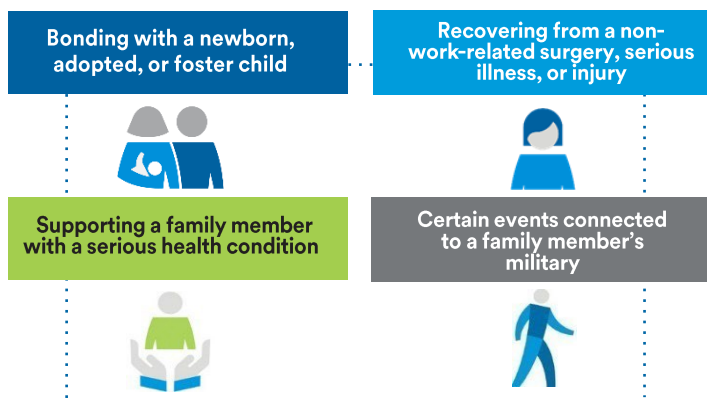 Bonding with a newborn,
adopted, or foster child
Recovering from a non-
work-related surgery, serious
illness, or injury
Supporting a family member
with a serious health condition
Certain events connected
to a family member's
military